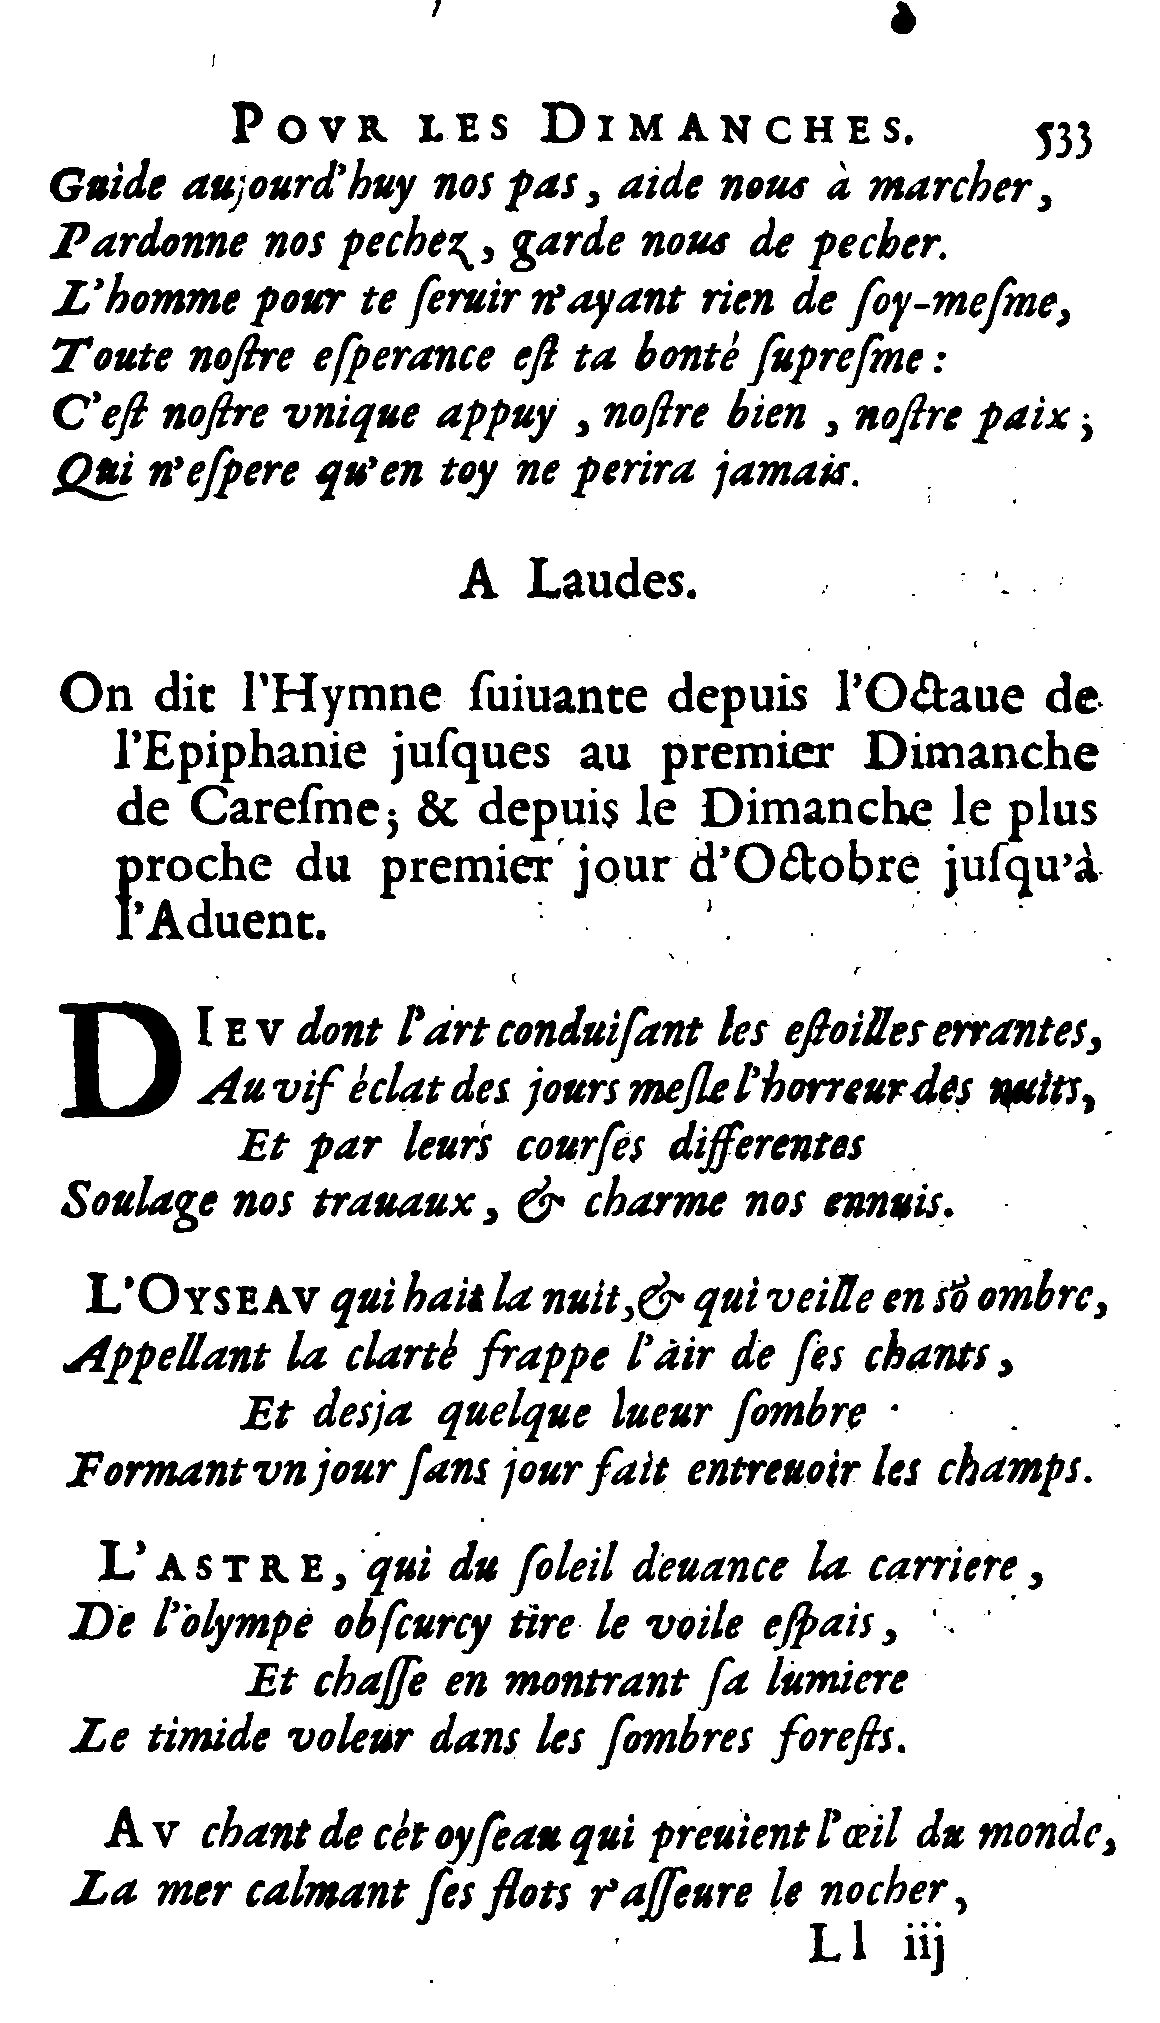 POVR LES DIMANCHES. 533
Guide aujourd'huy nos pas, aide nous à marcher,
Pardonne nos pechez, garde nous de pecher.
L'homme pour te ſeruir n'ayant rien de ſoy-meſme,
Toute noſtre eſperance eſt ta bonté ſupreſme :
C'eſt noſtre vnique appuy, noſtre bien, noſtre paix ;
Qui n'eſpere qu'en toy ne perira jamais.
A Laudes.
On dit l'Hymne ſuiuante depuis l'Octaue de
l'Epiphanie juſques au premier Dimanche
de Careſme; & depuis le Dimanche le plus
proche du premier jour d'Octobre juſqu'à
l'Aduent.
DIEV dont l'art conduiſant les eſtoilles errantes,
Au vif éclat des jours meſle l'horreur des nuits,
Et par leurs courſes differentes
Soulage nos trauaux, & charme nos ennuis.
L'OYSEAV qui hait la nuit, & qui veille en sõ ombre,
Appellant la clarté frappe l'air de ſes chants,
Et desja quelque lueur ſombre
Formant vn jour ſans jour fait entreuoir les champs.
L'ASTRE, qui du ſoleil deuance la carriere,
De l'olympe obſcurcy tire le voile eſpais,
Et chaſſe en montrant ſa lumiere
Le timide voleur dans les ſombres foreſts.
AV chant de cét oyſeau qui preuient l'œil du monde,
La mer calmant ſes flots r'aſſeure le nocher,
Ll iij